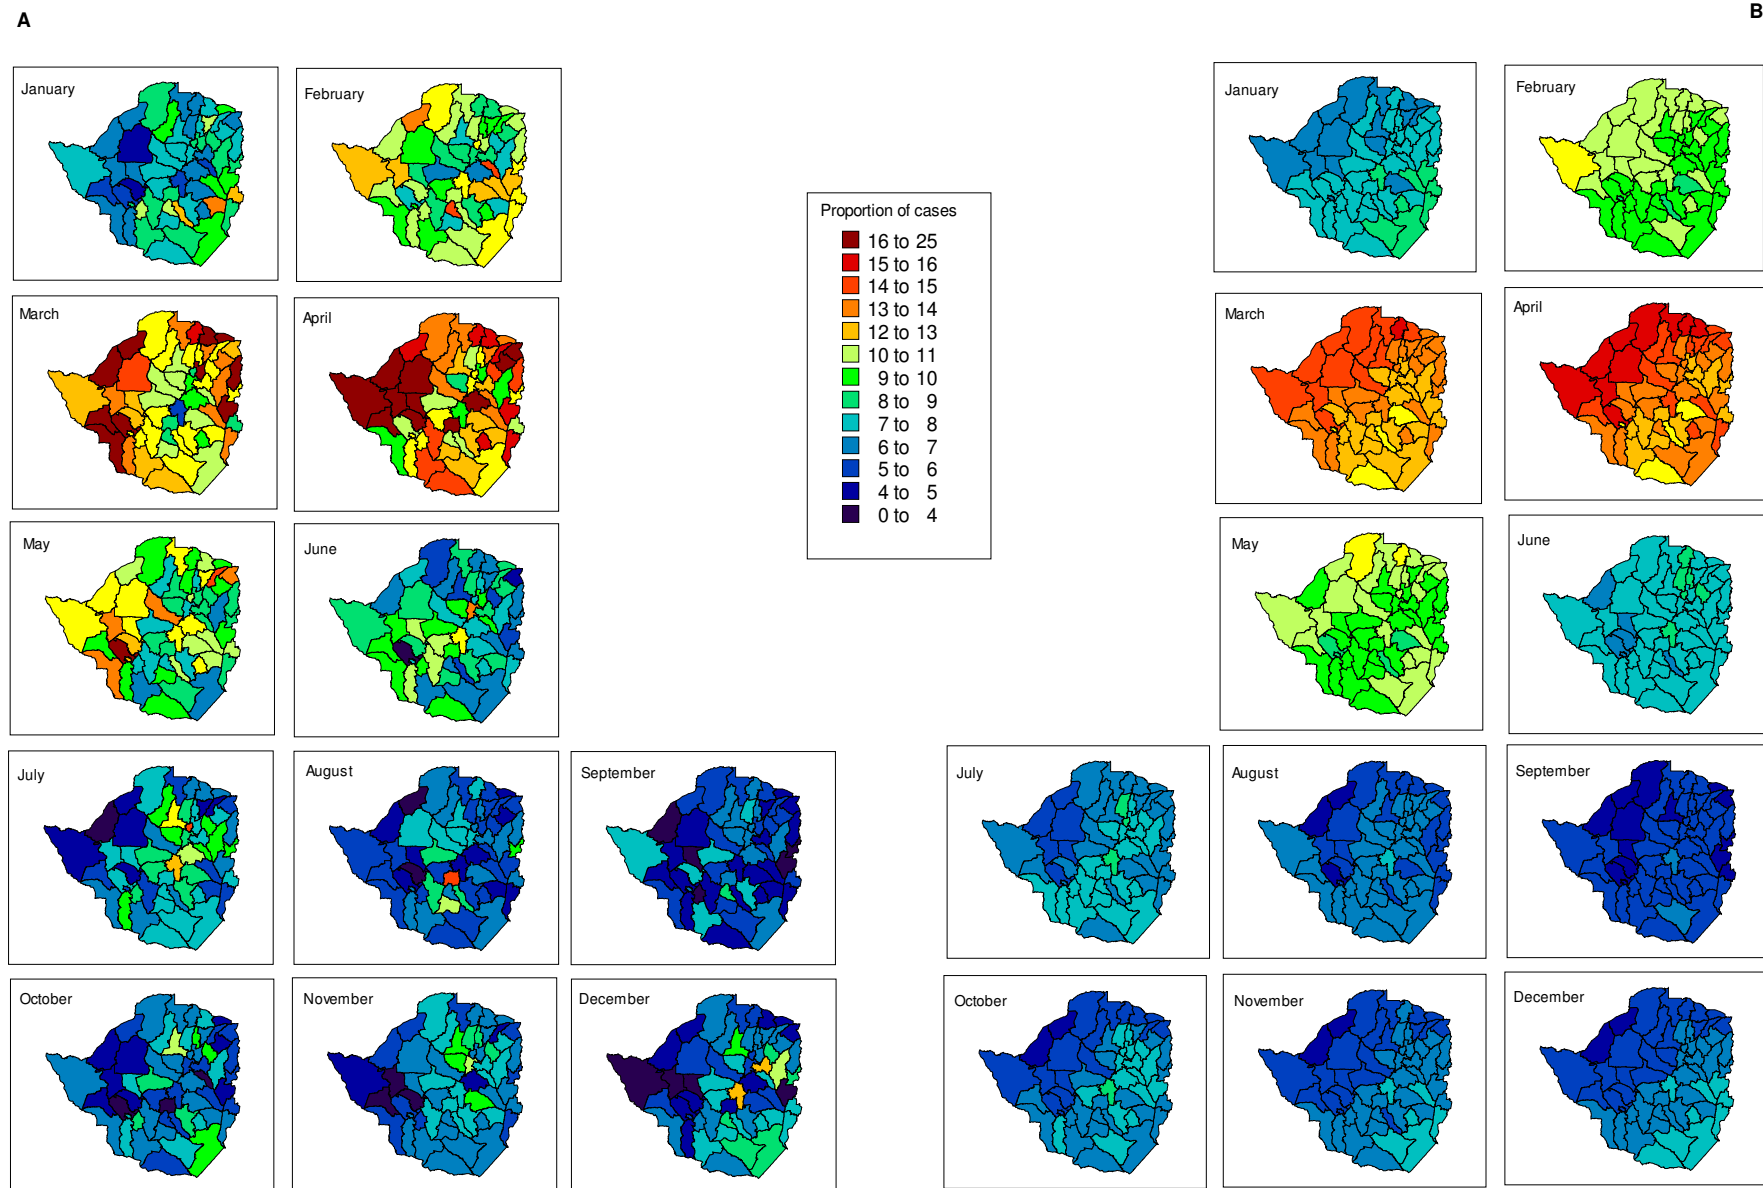 A
B
January
February
January
February
Proportion of cases
16 to 25
15 to 16
14 to 15
13 to 14
12 to 13
10 to 11
9 to 10
8 to 9
7 to 8
6 to 7
5 to 6
4 to 5
0 to 4
March
April
March
April
May
June
May
June
July
August
September
July
August
September
October
November
December
October
November
December